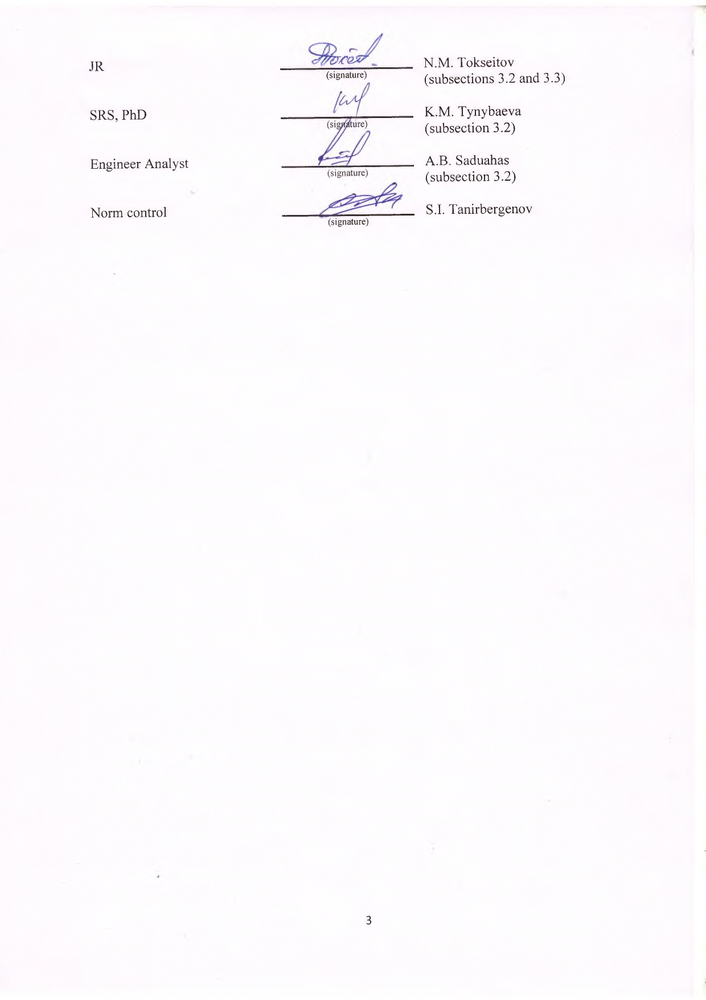 JR (signature) N.M. Tokseitov
(subsections 3.2 and 3.3)
SRS, PhD (signature) K.M. Tynybaeva
(subsection 3.2)
Engineer Analyst (signature) A.B. Saduahas
(subsection 3.2)
Norm control (signature) S.I. Tanirbergenov
3